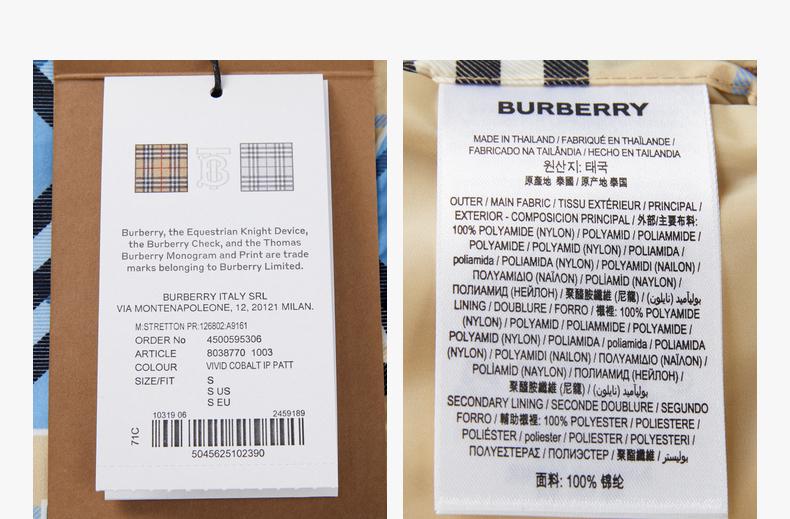 Burberry, the Equestrian Knight Device,
the Burberry Check, and the Thomas
Burberry Monogram and Print are trade
marks belonging to Burberry Limited.
BURBERRY ITALY SRL
VIA MONTENAPOLEONE, 12, 20121 MILAN.
M:STRETTON PR:126802:A9161
ORDER No 4500595306
ARTICLE 8038770 1003
COLOUR VIVID COBALT IP PATT
SIZE/FIT S
S US
S EU
10319 06 2459189
71C
5045625102390
BURBERRY
MADE IN THAILAND / FABRIQUÉ EN THAÏLANDE /
FABRICADO NA TAILÂNDIA / HECHO EN TAILANDIA
원산지: 태국
原產地 泰國 / 原产地 泰国
OUTER / MAIN FABRIC / TISSU EXTÉRIEUR / PRINCIPAL /
EXTERIOR - COMPOSICION PRINCIPAL / 外部/主要布料:
100% POLYAMIDE (NYLON) / POLYAMID / POLIAMMIDE /
POLYAMIDE / POLYAMID (NYLON) / POLIAMIDA /
poliamida / POLIAMIDA (NYLON) / POLYAMIDI (NAILON) /
ΠΟΛΥΑΜΙΔΙΟ (ΝΑΪΛΟΝ) / POLİAMİD (NAYLON) /
ПОЛИАМИД (НЕЙЛОН) / 聚醯胺纖維 (尼龍) / بوليأميد (نايلون)
LINING / DOUBLURE / FORRO / 襯裡: 100% POLYAMIDE
(NYLON) / POLYAMID / POLIAMMIDE / POLYAMIDE /
POLYAMID (NYLON) / POLIAMIDA / poliamida / POLIAMIDA
(NYLON) / POLYAMIDI (NAILON) / ΠΟΛΥΑΜΙΔΙΟ (ΝΑΪΛΟΝ) /
POLİAMİD (NAYLON) / ПОЛИАМИД (НЕЙЛОН) /
聚醯胺纖維 (尼龍) / بوليأميد (نايلون)
SECONDARY LINING / SECONDE DOUBLURE / SEGUNDO
FORRO / 輔助襯裡: 100% POLYESTER / POLIESTERE /
POLIÉSTER / poliester / POLIESTER / POLYESTERI /
ΠΟΛΥΕΣΤΕΡΑΣ / ПОЛИЭСТЕР / 聚酯纖維 / بوليستر
面料: 100% 锦纶